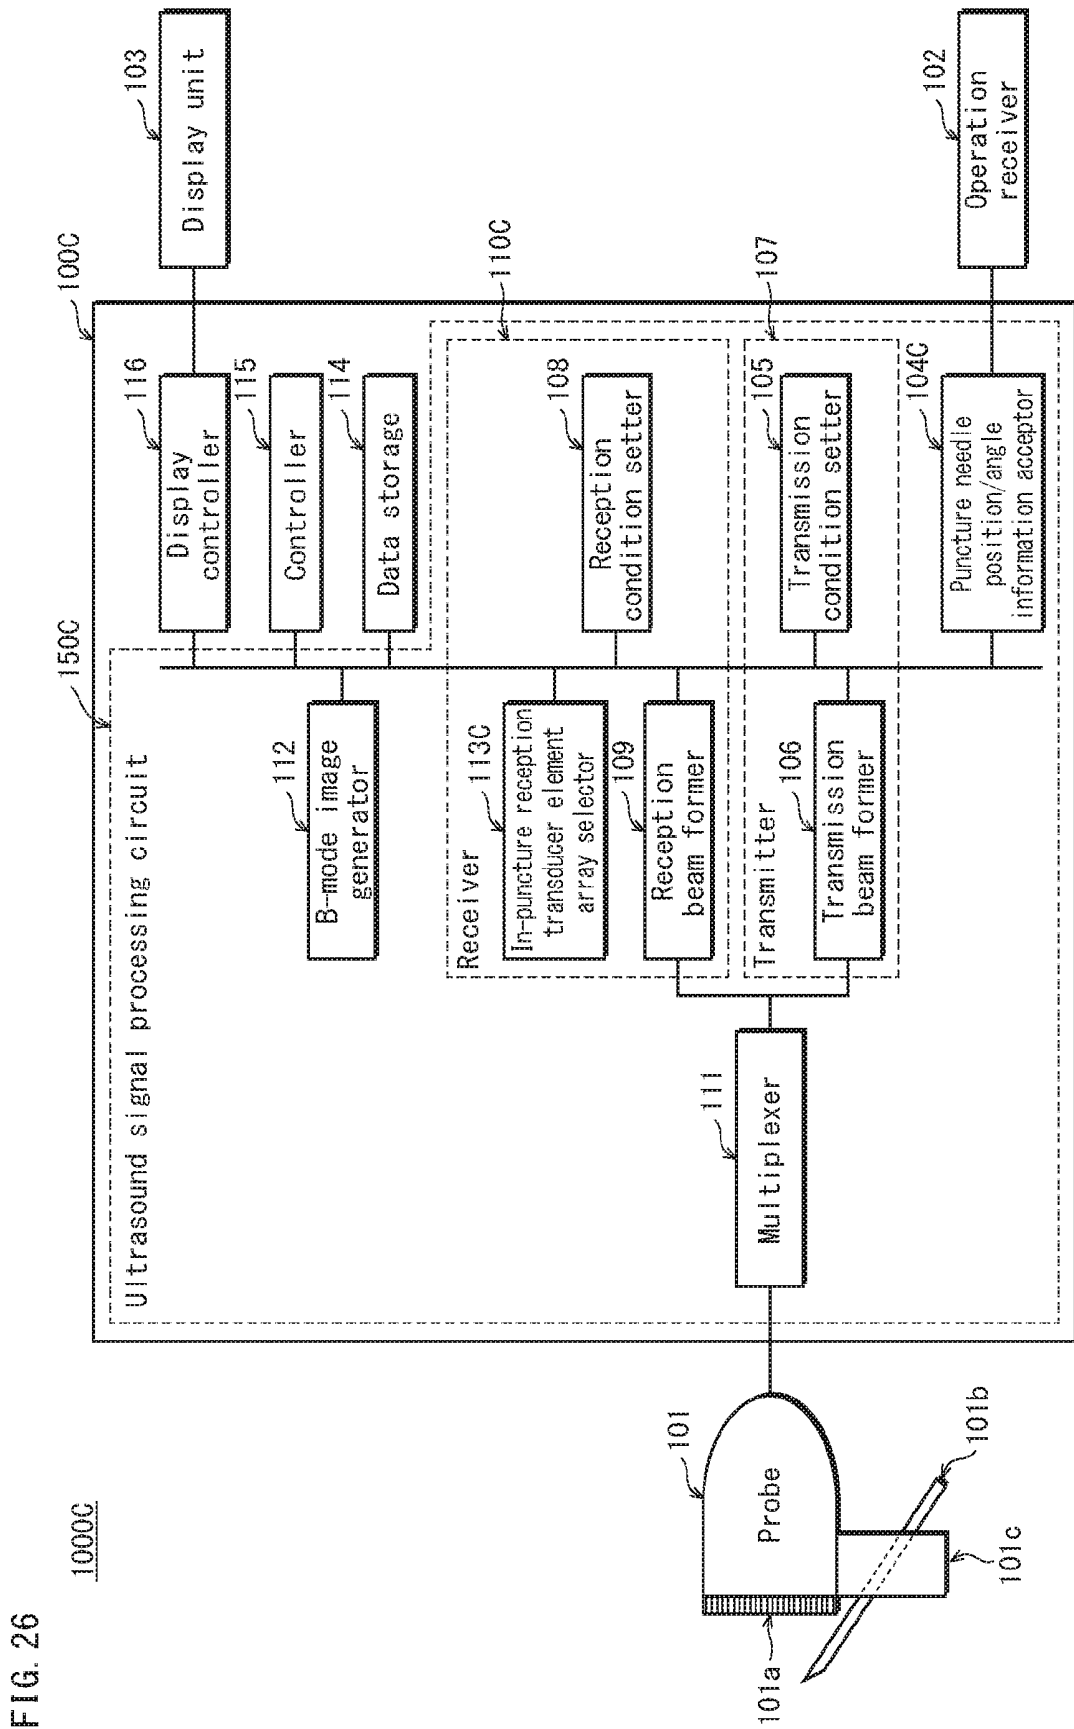 FIG. 26
1000C
100C
150C
Ultrasound signal processing circuit
116
Display
controller
103
Display unit
115
Controller
114
Data storage
112
B-mode image
generator
110C
Receiver
113C
In-puncture reception
transducer element
array selector
108
Reception
condition setter
109
Reception
beam former
107
Transmitter
105
Transmission
condition setter
106
Transmission
beam former
104C
Puncture needle
position/angle
information acceptor
102
Operation
receiver
111
Multiplexer
101
Probe
101a
101b
101c